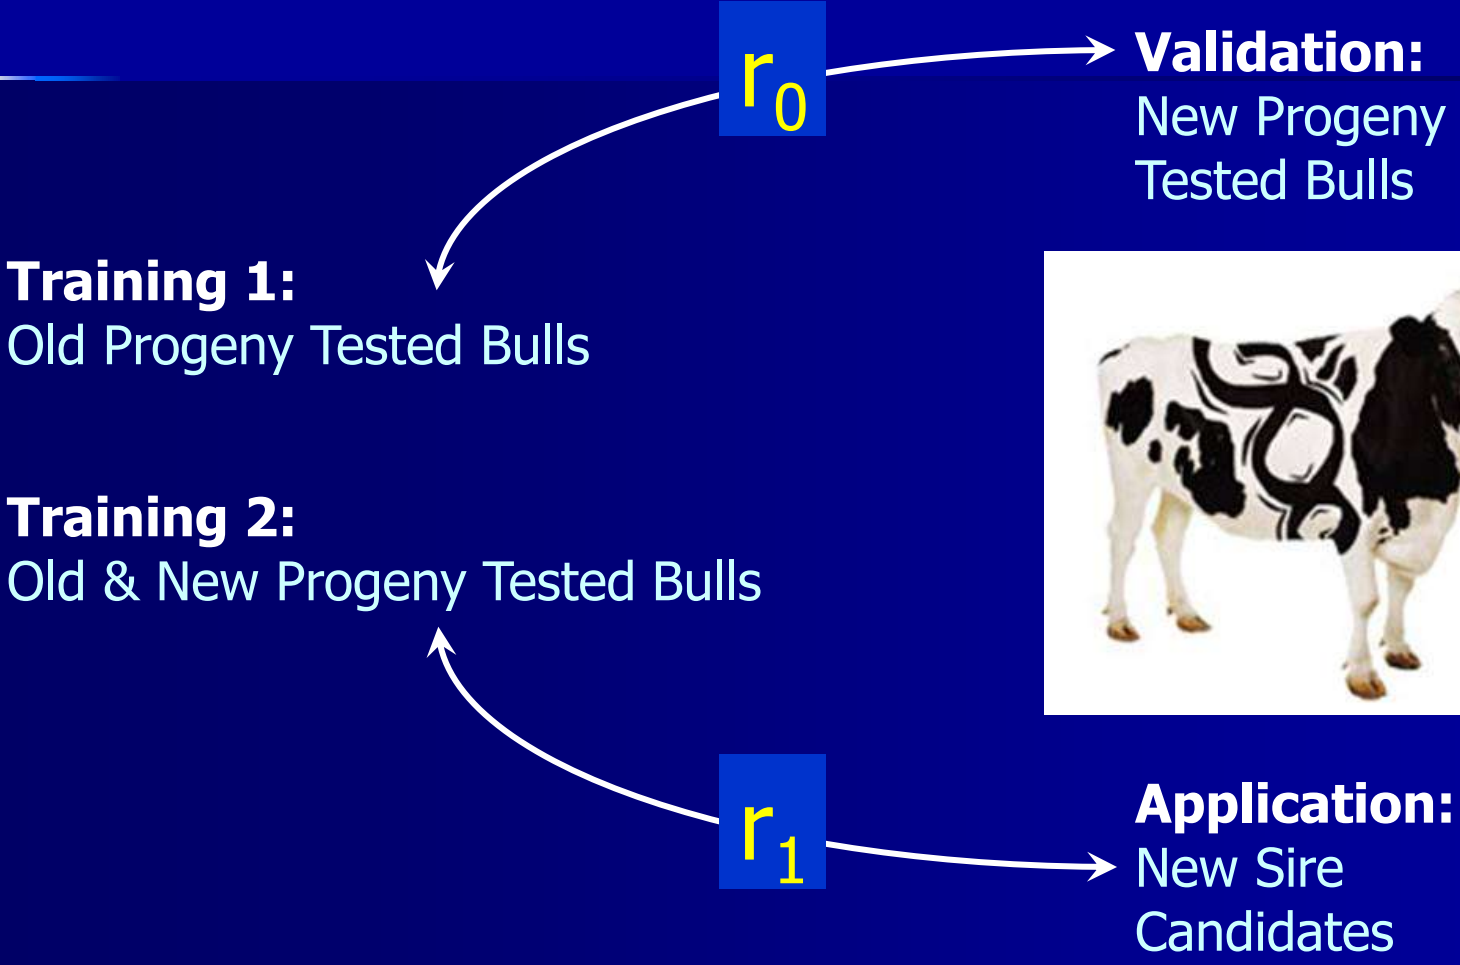 r₀
Validation:
New Progeny
Tested Bulls
Training 1:
Old Progeny Tested Bulls
Training 2:
Old & New Progeny Tested Bulls
r₁
Application:
New Sire
Candidates